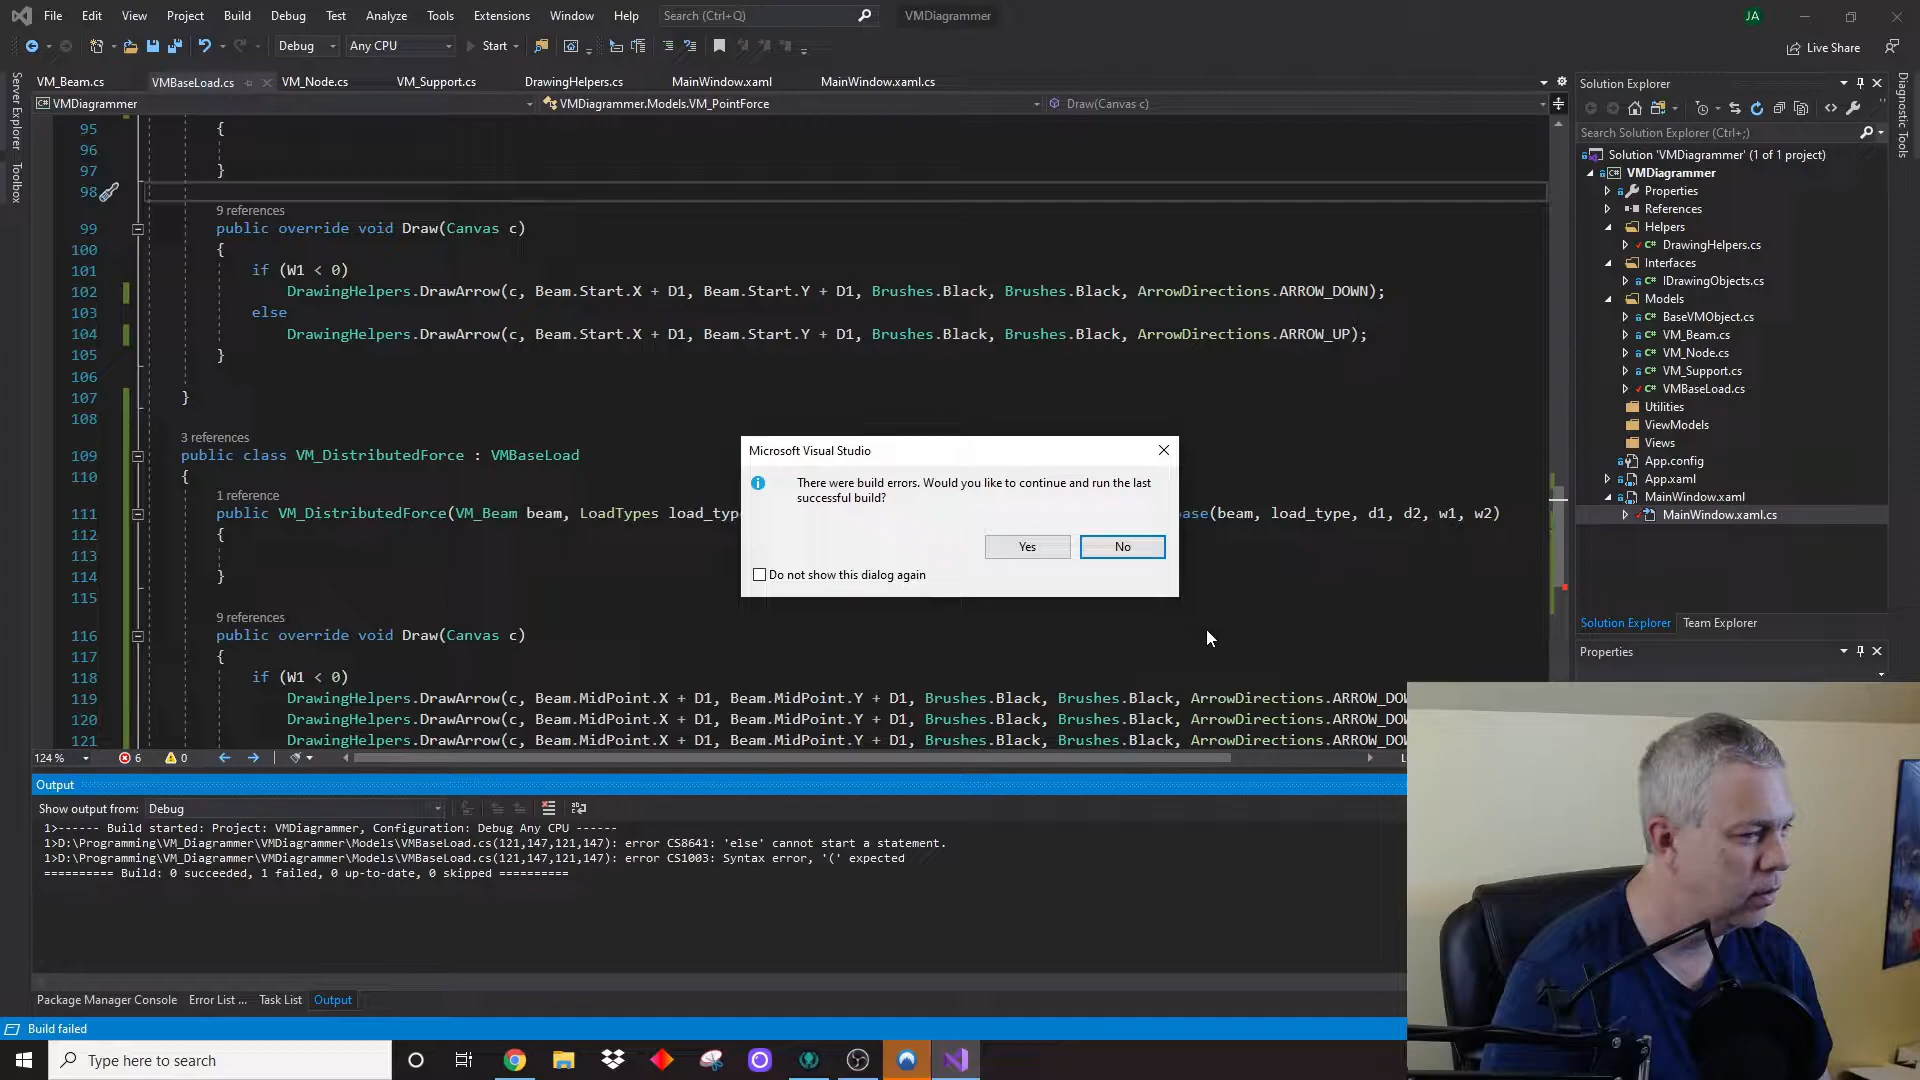 File Edit View Project Build Debug Test Analyze Tools Extensions Window Help Search (Ctrl+Q) VMDiagrammer JA
Debug Any CPU Start Live Share
VM_Beam.cs VMBaseLoad.cs VM_Node.cs VM_Support.cs DrawingHelpers.cs MainWindow.xaml MainWindow.xaml.cs
VMDiagrammer VMDiagrammer.Models.VM_PointForce Draw(Canvas c)
Server Explorer Toolbox
95 {
96
97 }
98
9 references
99 public override void Draw(Canvas c)
100 {
101 if (W1 < 0)
102 DrawingHelpers.DrawArrow(c, Beam.Start.X + D1, Beam.Start.Y + D1, Brushes.Black, Brushes.Black, ArrowDirections.ARROW_DOWN);
103 else
104 DrawingHelpers.DrawArrow(c, Beam.Start.X + D1, Beam.Start.Y + D1, Brushes.Black, Brushes.Black, ArrowDirections.ARROW_UP);
105 }
106
107 }
108
3 references
109 public class VM_DistributedForce : VMBaseLoad
110 {
1 reference
111 public VM_DistributedForce(VM_Beam beam, LoadTypes load_typ ase(beam, load_type, d1, d2, w1, w2)
112 {
113
114 }
115
9 references
116 public override void Draw(Canvas c)
117 {
118 if (W1 < 0)
119 DrawingHelpers.DrawArrow(c, Beam.MidPoint.X + D1, Beam.MidPoint.Y + D1, Brushes.Black, Brushes.Black, ArrowDirections.ARROW_DOW
120 DrawingHelpers.DrawArrow(c, Beam.MidPoint.X + D1, Beam.MidPoint.Y + D1, Brushes.Black, Brushes.Black, ArrowDirections.ARROW_DOW
121 DrawingHelpers.DrawArrow(c, Beam.MidPoint.X + D1, Beam.MidPoint.Y + D1, Brushes.Black, Brushes.Black, ArrowDirections.ARROW_DOW
124 % 6 0
Microsoft Visual Studio
There were build errors. Would you like to continue and run the last
successful build?
Yes No
Do not show this dialog again
Output
Show output from: Debug
1>------ Build started: Project: VMDiagrammer, Configuration: Debug Any CPU ------
1>D:\Programming\VM_Diagrammer\VMDiagrammer\Models\VMBaseLoad.cs(121,147,121,147): error CS8641: 'else' cannot start a statement.
1>D:\Programming\VM_Diagrammer\VMDiagrammer\Models\VMBaseLoad.cs(121,147,121,147): error CS1003: Syntax error, '(' expected
========== Build: 0 succeeded, 1 failed, 0 up-to-date, 0 skipped ==========
Package Manager Console Error List ... Task List Output
Build failed
Type here to search
Solution Explorer
Search Solution Explorer (Ctrl+;)
Solution 'VMDiagrammer' (1 of 1 project)
VMDiagrammer
Properties
References
Helpers
DrawingHelpers.cs
Interfaces
IDrawingObjects.cs
Models
BaseVMObject.cs
VM_Beam.cs
VM_Node.cs
VM_Support.cs
VMBaseLoad.cs
Utilities
ViewModels
Views
App.config
App.xaml
MainWindow.xaml
MainWindow.xaml.cs
Solution Explorer Team Explorer
Properties
Diagnostic Tools